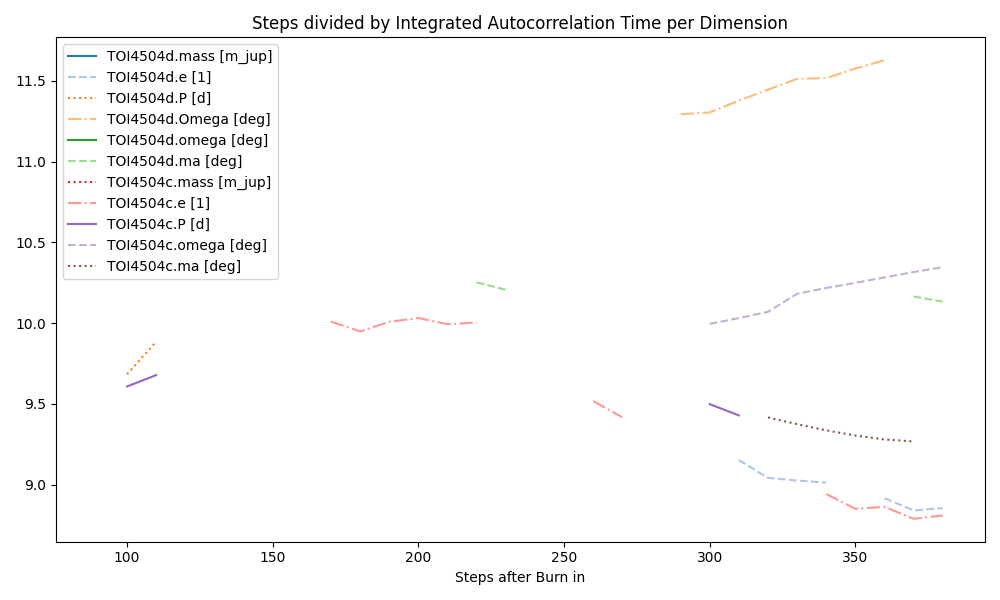 Steps divided by Integrated Autocorrelation Time per Dimension
TOI4504d.mass [m_jup]
TOI4504d.e [1]
TOI4504d.P [d]
TOI4504d.Omega [deg]
TOI4504d.omega [deg]
TOI4504d.ma [deg]
TOI4504c.mass [m_jup]
TOI4504c.e [1]
TOI4504c.P [d]
TOI4504c.omega [deg]
TOI4504c.ma [deg]
11.5
11.0
10.5
10.0
9.5
9.0
100 150 200 250 300 350
Steps after Burn in